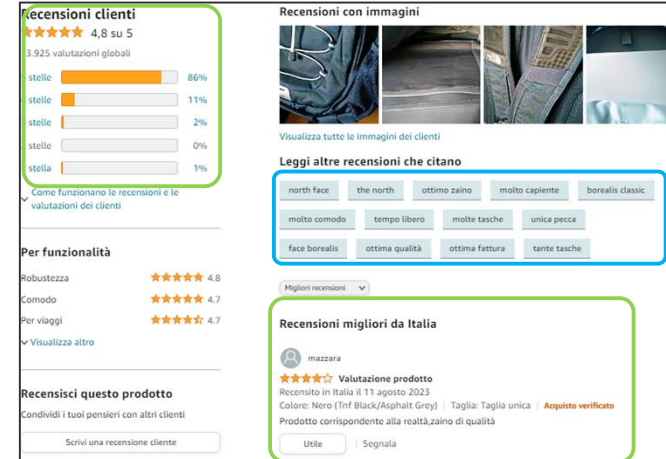 Recensioni clienti
4,8 su 5
3.925 valutazioni globali
stelle 86%
stelle 11%
stelle 2%
stelle 0%
stella 1%
Come funzionano le recensioni e le
valutazioni dei clienti
Per funzionalità
Robustezza 4.8
Comodo 4.7
Per viaggi 4.7
Visualizza altro
Recensisci questo prodotto
Condividi i tuoi pensieri con altri clienti
Scrivi una recensione cliente
Recensioni con immagini
Visualizza tutte le immagini dei clienti
Leggi altre recensioni che citano
north face the north ottimo zaino molto capiente borealis classic
molto comodo tempo libero molte tasche unica pecca
face borealis ottima qualità ottima fattura tante tasche
Migliori recensioni
Recensioni migliori da Italia
mazzara
Valutazione prodotto
Recensito in Italia il 11 agosto 2023
Colore: Nero (Tnf Black/Asphalt Grey) | Taglia: Taglia unica | Acquisto verificato
Prodotto corrispondente alla realtà,zaino di qualità
Utile | Segnala